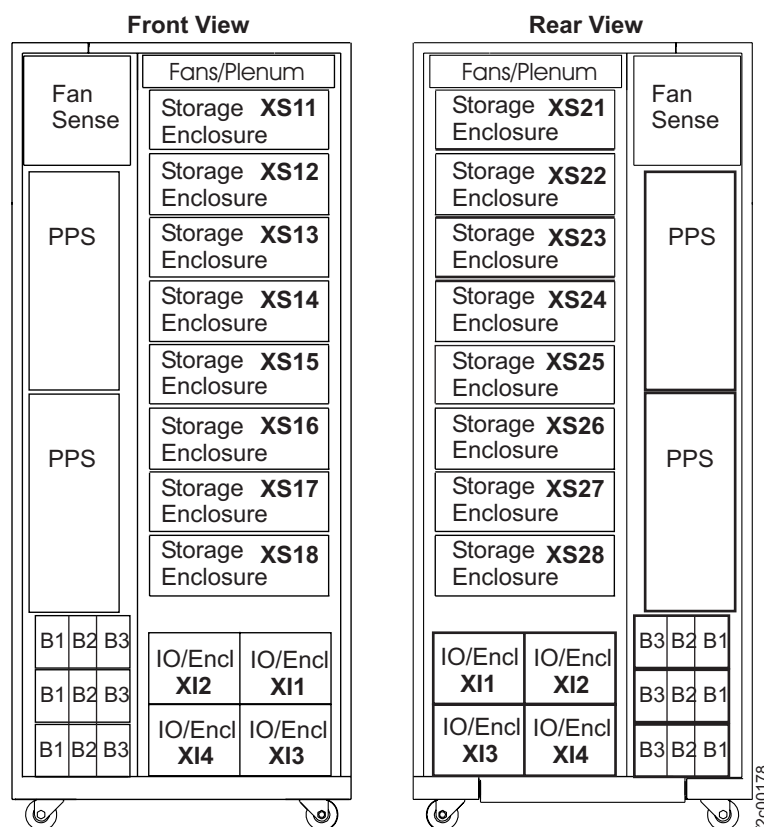 Front View
Fan
Sense
PPS
PPS
B1 B2 B3
B1 B2 B3
B1 B2 B3
Fans/Plenum
Storage XS11
Enclosure
Storage XS12
Enclosure
Storage XS13
Enclosure
Storage XS14
Enclosure
Storage XS15
Enclosure
Storage XS16
Enclosure
Storage XS17
Enclosure
Storage XS18
Enclosure
IO/Encl IO/Encl
XI2 XI1
IO/Encl IO/Encl
XI4 XI3
Rear View
Fans/Plenum
Storage XS21
Enclosure
Storage XS22
Enclosure
Storage XS23
Enclosure
Storage XS24
Enclosure
Storage XS25
Enclosure
Storage XS26
Enclosure
Storage XS27
Enclosure
Storage XS28
Enclosure
IO/Encl IO/Encl
XI1 XI2
IO/Encl IO/Encl
XI3 XI4
Fan
Sense
PPS
PPS
B3 B2 B1
B3 B2 B1
B3 B2 B1